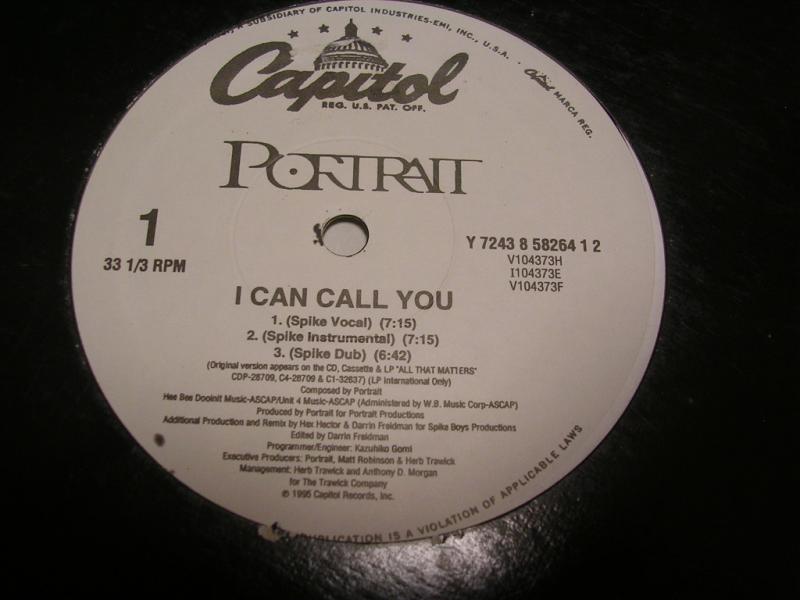 A SUBSIDIARY OF CAPITOL INDUSTRIES-EMI, INC., U.S.A. · Capitol MARCA REG.
Capitol
REG. U.S. PAT. OFF.
PORTRAIT
1
33 1/3 RPM
Y 7243 8 58264 1 2
V104373H
I104373E
V104373F
I CAN CALL YOU
1. (Spike Vocal) (7:15)
2. (Spike Instrumental) (7:15)
3. (Spike Dub) (6:42)
(Original version appears on the CD, Cassette & LP "ALL THAT MATTERS"
CDP-28709, C4-28709 & C1-32637) (LP International Only)
Composed by Portrait
Hee Bee Dooinit Music-ASCAP/Unit 4 Music-ASCAP (Administered by W.B. Music Corp-ASCAP)
Produced by Portrait for Portrait Productions
Additional Production and Remix by Hex Hector & Darrin Freidman for Spike Boys Productions
Edited by Darrin Freidman
Programmer/Engineer: Kazuhiko Gomi
Executive Producers: Portrait, Matt Robinson & Herb Trawick
Management: Herb Trawick and Anthony D. Morgan
for The Trawick Company
© 1995 Capitol Records, Inc.
DUPLICATION IS A VIOLATION OF APPLICABLE LAWS